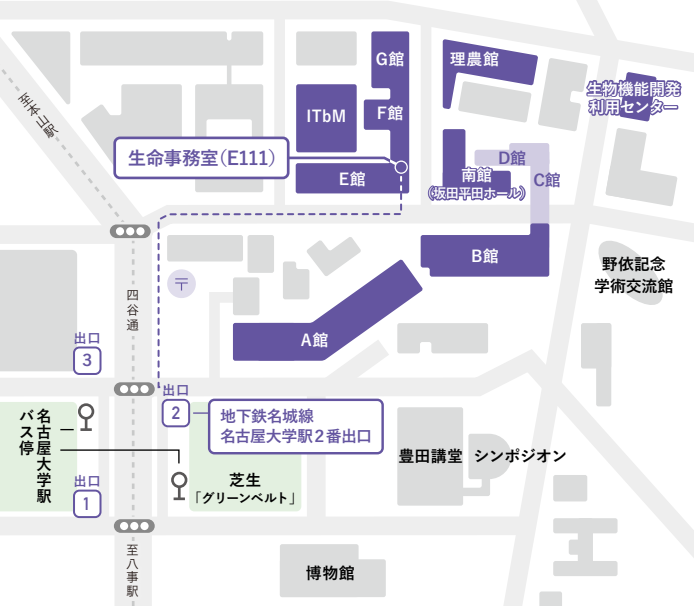 G館
理農館
生物機能開発
利用センター
至本山駅
ITbM
F館
生命事務室(E111)
D館
南館
(坂田平田ホール)
C館
E館
B館
野依記念
学術交流館
〒
四谷通
A館
出口
3
出口
2
地下鉄名城線
名古屋大学駅2番出口
名古屋大学駅
バス停
豊田講堂
シンポジオン
芝生
「グリーンベルト」
出口
1
至八事駅
博物館